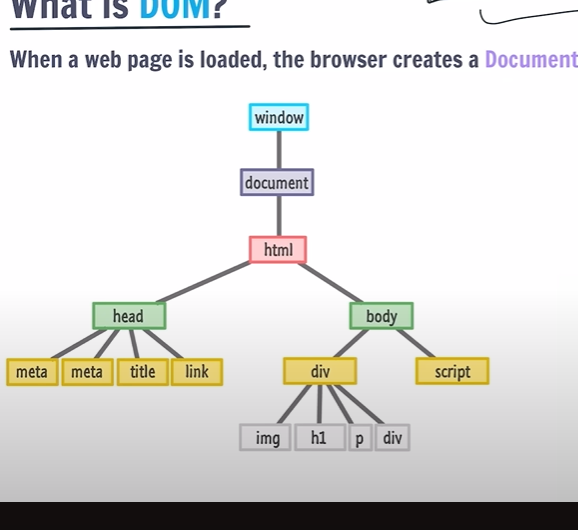 What is DOM?
When a web page is loaded, the browser creates a Document
window
document
html
head body
meta meta title link div script
img h1 p div